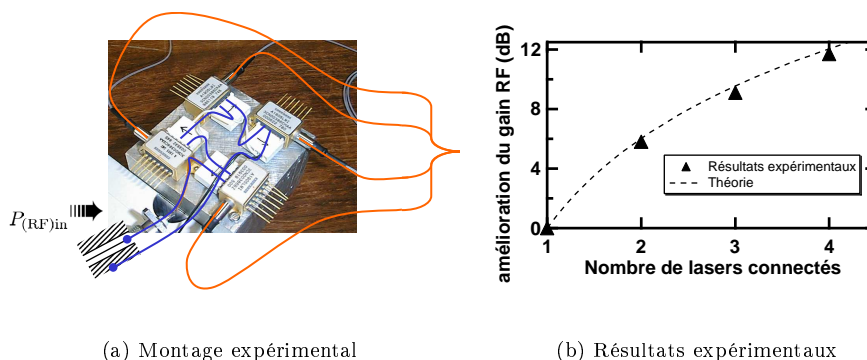 P(RF)in
(a) Montage expérimental
amélioration du gain RF (dB)
12
8
4
0
1
2
3
4
Résultats expérimentaux
Théorie
Nombre de lasers connectés
(b) Résultats expérimentaux